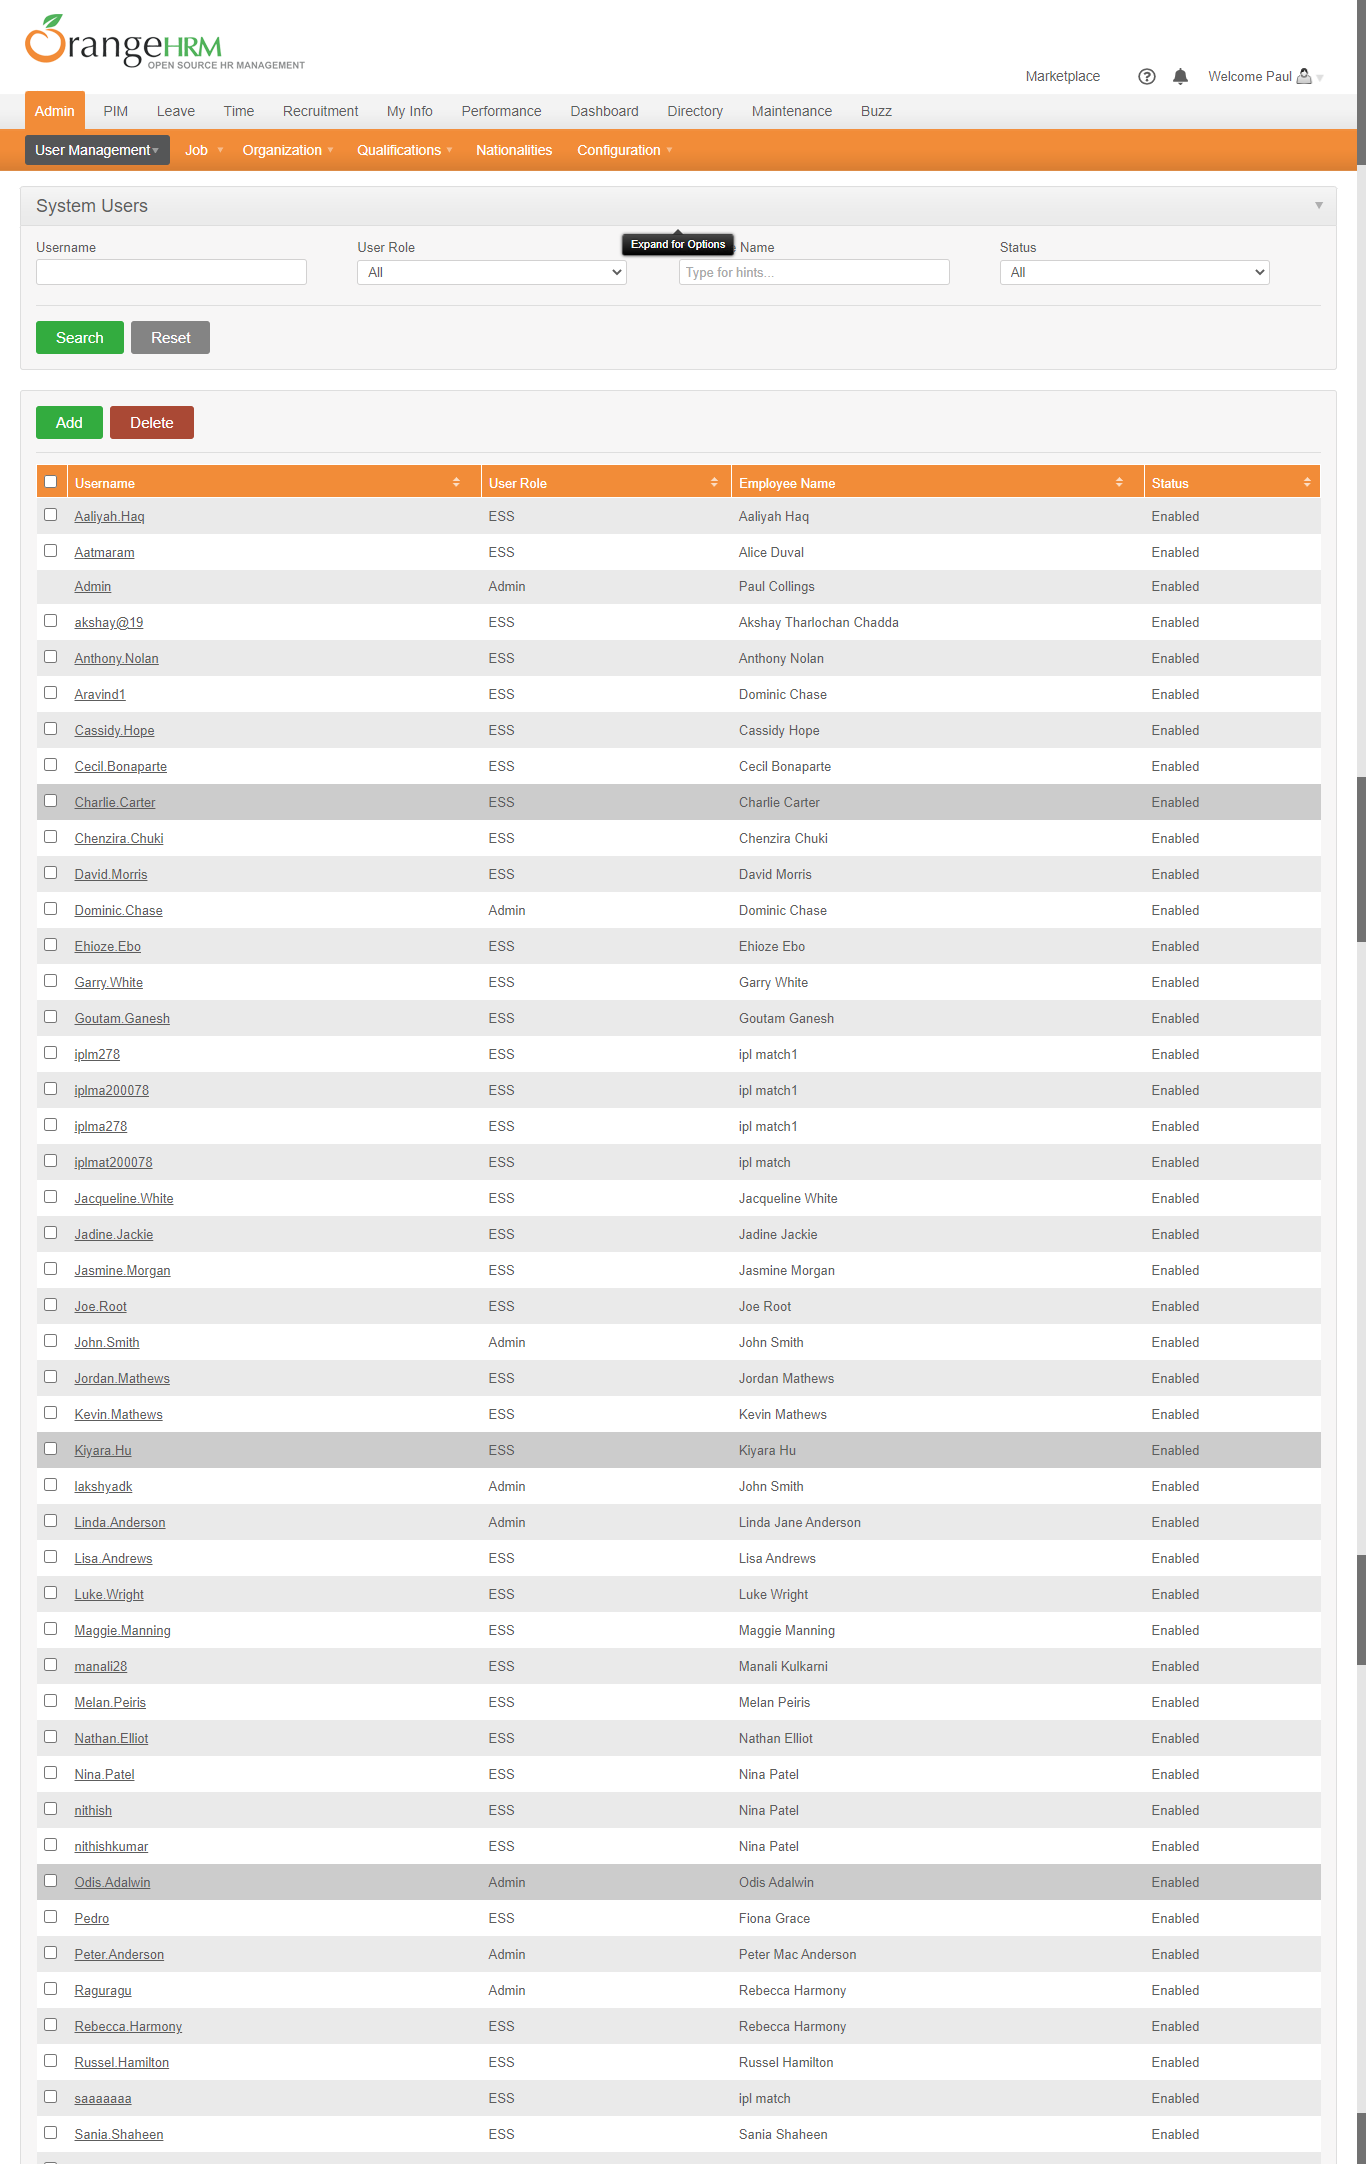 OrangeHRM
OPEN SOURCE HR MANAGEMENT
Marketplace Welcome Paul
Admin PIM Leave Time Recruitment My Info Performance Dashboard Directory Maintenance Buzz
User Management Job Organization Qualifications Nationalities Configuration
System Users
Expand for Options
Username User Role Name Status
All Type for hints... All
Search Reset
Add Delete
Username User Role Employee Name Status
Aaliyah.Haq ESS Aaliyah Haq Enabled
Aatmaram ESS Alice Duval Enabled
Admin Admin Paul Collings Enabled
akshay@19 ESS Akshay Tharlochan Chadda Enabled
Anthony.Nolan ESS Anthony Nolan Enabled
Aravind1 ESS Dominic Chase Enabled
Cassidy.Hope ESS Cassidy Hope Enabled
Cecil.Bonaparte ESS Cecil Bonaparte Enabled
Charlie.Carter ESS Charlie Carter Enabled
Chenzira.Chuki ESS Chenzira Chuki Enabled
David.Morris ESS David Morris Enabled
Dominic.Chase Admin Dominic Chase Enabled
Ehioze.Ebo ESS Ehioze Ebo Enabled
Garry.White ESS Garry White Enabled
Goutam.Ganesh ESS Goutam Ganesh Enabled
iplm278 ESS ipl match1 Enabled
iplma200078 ESS ipl match1 Enabled
iplma278 ESS ipl match1 Enabled
iplmat200078 ESS ipl match Enabled
Jacqueline.White ESS Jacqueline White Enabled
Jadine.Jackie ESS Jadine Jackie Enabled
Jasmine.Morgan ESS Jasmine Morgan Enabled
Joe.Root ESS Joe Root Enabled
John.Smith Admin John Smith Enabled
Jordan.Mathews ESS Jordan Mathews Enabled
Kevin.Mathews ESS Kevin Mathews Enabled
Kiyara.Hu ESS Kiyara Hu Enabled
lakshyadk Admin John Smith Enabled
Linda.Anderson Admin Linda Jane Anderson Enabled
Lisa.Andrews ESS Lisa Andrews Enabled
Luke.Wright ESS Luke Wright Enabled
Maggie.Manning ESS Maggie Manning Enabled
manali28 ESS Manali Kulkarni Enabled
Melan.Peiris ESS Melan Peiris Enabled
Nathan.Elliot ESS Nathan Elliot Enabled
Nina.Patel ESS Nina Patel Enabled
nithish ESS Nina Patel Enabled
nithishkumar ESS Nina Patel Enabled
Odis.Adalwin Admin Odis Adalwin Enabled
Pedro ESS Fiona Grace Enabled
Peter.Anderson Admin Peter Mac Anderson Enabled
Raguragu Admin Rebecca Harmony Enabled
Rebecca.Harmony ESS Rebecca Harmony Enabled
Russel.Hamilton ESS Russel Hamilton Enabled
saaaaaaa ESS ipl match Enabled
Sania.Shaheen ESS Sania Shaheen Enabled